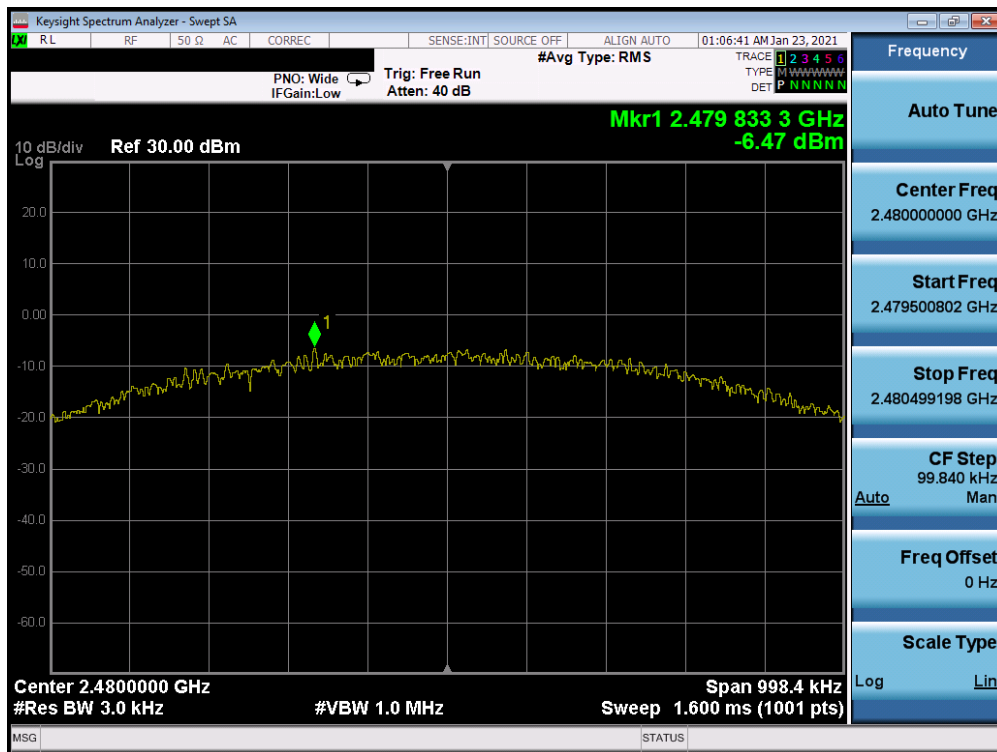 Keysight Spectrum Analyzer - Swept SA
LXI RL RF 50 Ω AC CORREC SENSE:INT SOURCE OFF ALIGN AUTO 01:06:41 AM Jan 23, 2021
#Avg Type: RMS TRACE 1 2 3 4 5 6
PNO: Wide Trig: Free Run TYPE M WWWWW
IFGain:Low Atten: 40 dB DET P N N N N N
Mkr1 2.479 833 3 GHz
-6.47 dBm
10 dB/div Ref 30.00 dBm
Log
20.0
10.0
0.00
1
-10.0
-20.0
-30.0
-40.0
-50.0
-60.0
Center 2.4800000 GHz Span 998.4 kHz
#Res BW 3.0 kHz #VBW 1.0 MHz Sweep 1.600 ms (1001 pts)
MSG STATUS
Frequency
Auto Tune
Center Freq
2.480000000 GHz
Start Freq
2.479500802 GHz
Stop Freq
2.480499198 GHz
CF Step
99.840 kHz
Auto Man
Freq Offset
0 Hz
Scale Type
Log Lin